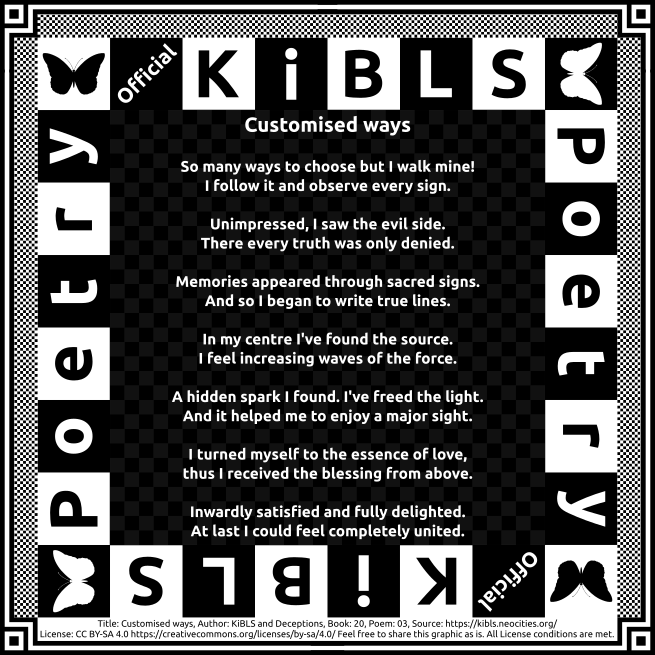 Official KiBLS
Poetry
Poetry
Customised ways
So many ways to choose but I walk mine!
I follow it and observe every sign.
Unimpressed, I saw the evil side.
There every truth was only denied.
Memories appeared through sacred signs.
And so I began to write true lines.
In my centre I've found the source.
I feel increasing waves of the force.
A hidden spark I found. I've freed the light.
And it helped me to enjoy a major sight.
I turned myself to the essence of love,
thus I received the blessing from above.
Inwardly satisfied and fully delighted.
At last I could feel completely united.
Official KiBLS
Title: Customised ways, Author: KiBLS and Deceptions, Book: 20, Poem: 03, Source: https://kibls.neocities.org/
License: CC BY-SA 4.0 https://creativecommons.org/licenses/by-sa/4.0/ Feel free to share this graphic as is. All License conditions are met.